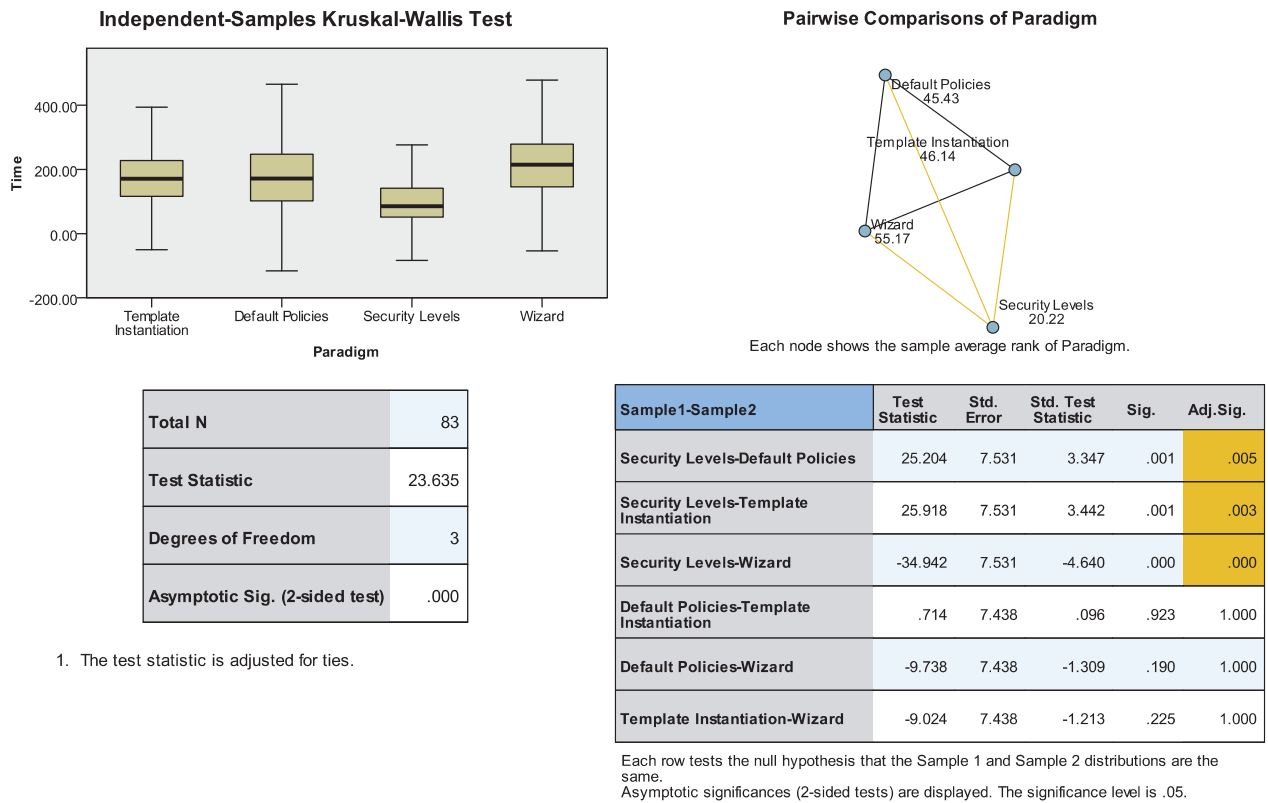 Independent-Samples Kruskal-Wallis Test
400.00
200.00
0.00
-200.00
Time
Template
Instantiation
Default Policies
Security Levels
Wizard
Paradigm
Total N 83
Test Statistic 23.635
Degrees of Freedom 3
Asymptotic Sig. (2-sided test) .000
1. The test statistic is adjusted for ties.
Pairwise Comparisons of Paradigm
Default Policies
45.43
Template Instantiation
46.14
Wizard
55.17
Security Levels
20.22
Each node shows the sample average rank of Paradigm.
Sample1-Sample2 Test Statistic Std. Error Std. Test Statistic Sig. Adj.Sig.
Security Levels-Default Policies 25.204 7.531 3.347 .001 .005
Security Levels-Template
Instantiation 25.918 7.531 3.442 .001 .003
Security Levels-Wizard -34.942 7.531 -4.640 .000 .000
Default Policies-Template
Instantiation .714 7.438 .096 .923 1.000
Default Policies-Wizard -9.738 7.438 -1.309 .190 1.000
Template Instantiation-Wizard -9.024 7.438 -1.213 .225 1.000
Each row tests the null hypothesis that the Sample 1 and Sample 2 distributions are the
same.
Asymptotic significances (2-sided tests) are displayed. The significance level is .05.